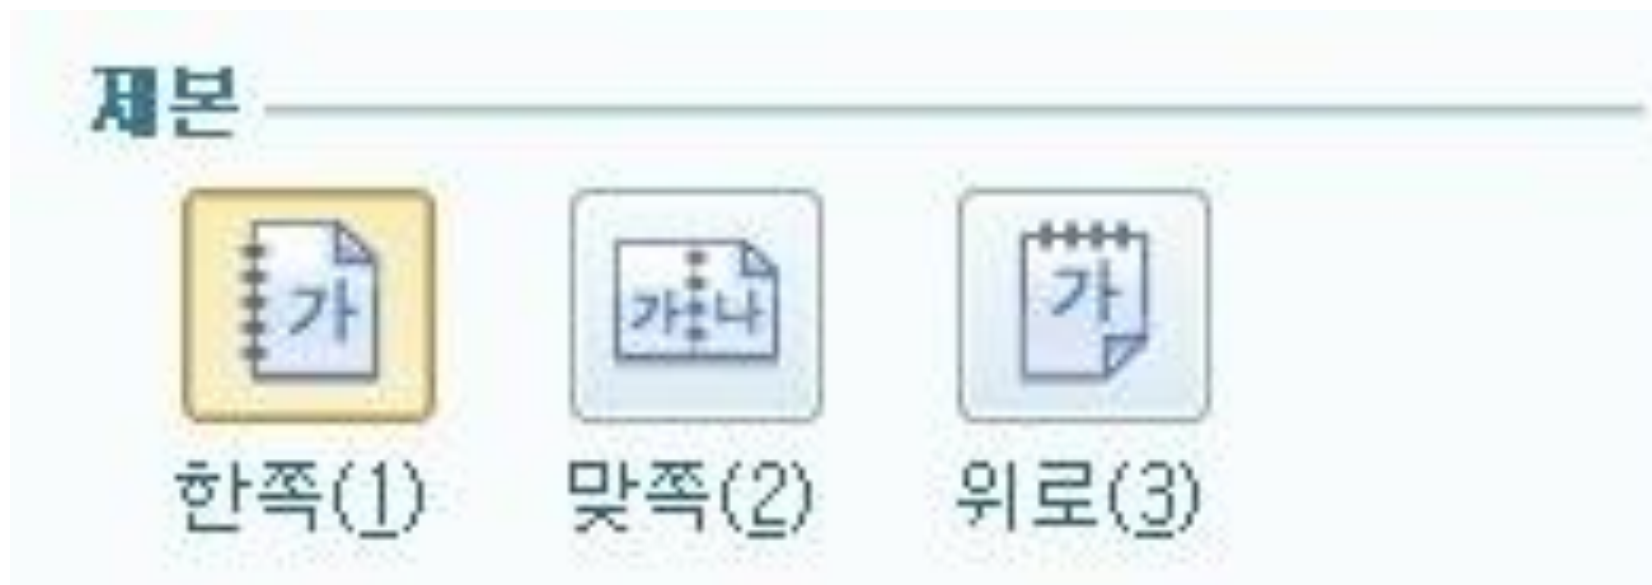 제본
가 가 나 가
한쪽(1) 맞쪽(2) 위로(3)